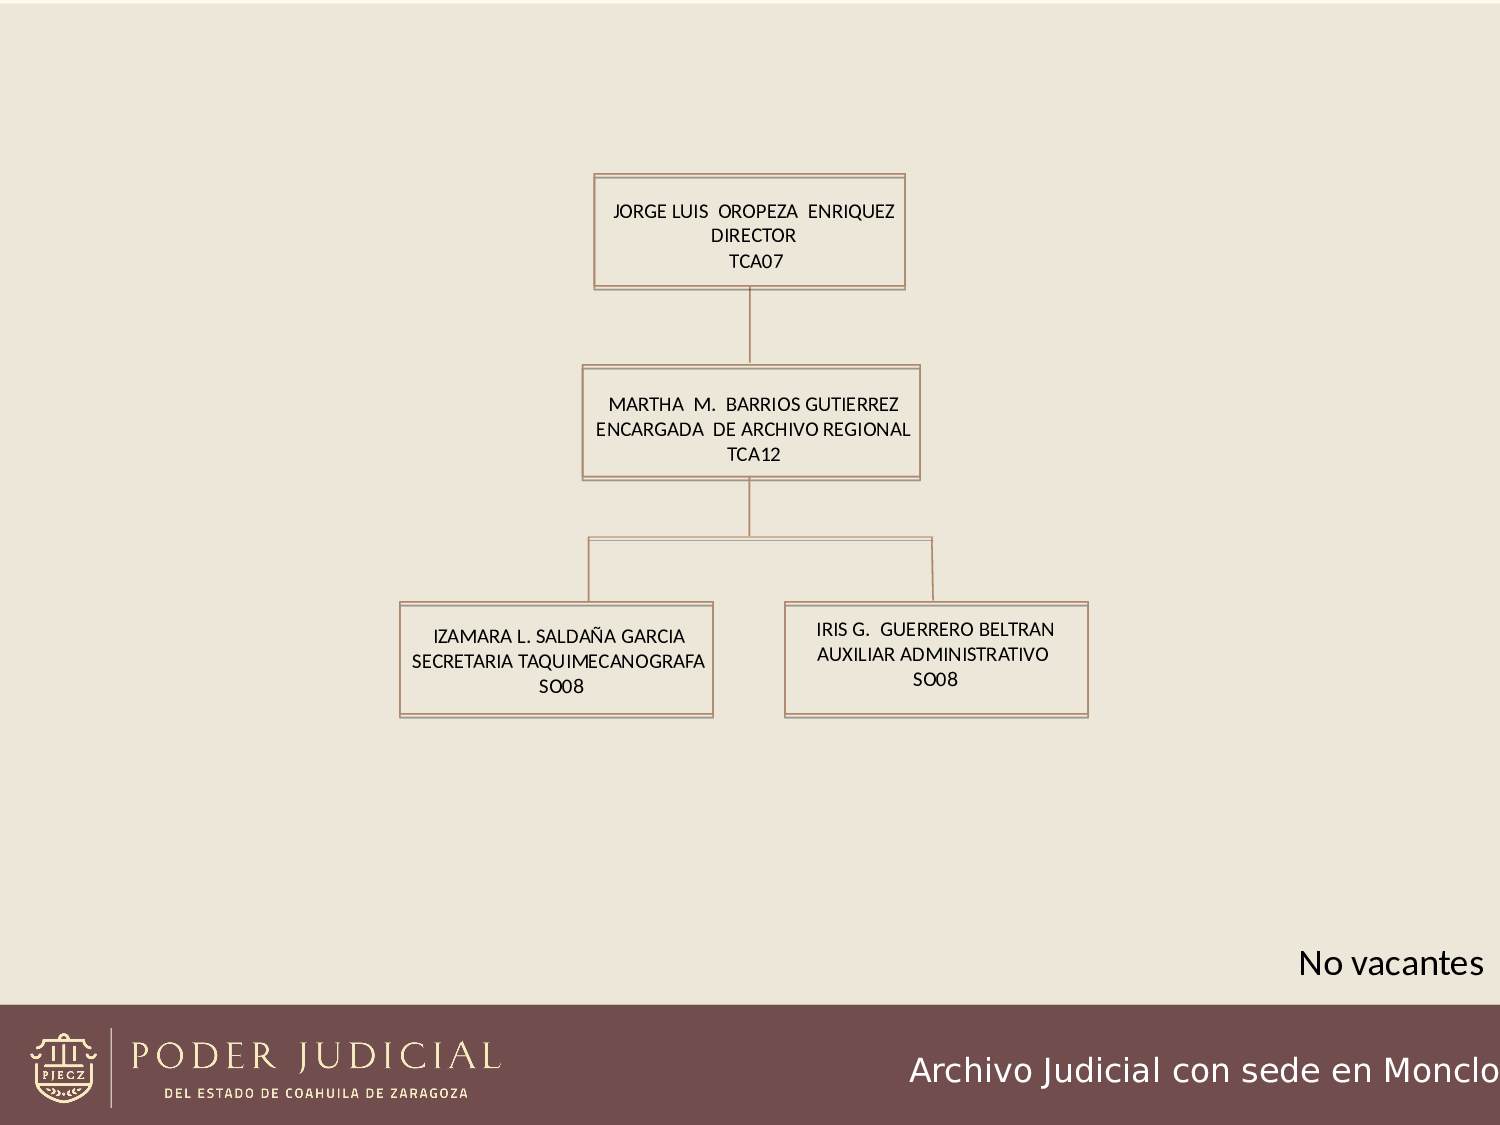 JORGE LUIS OROPEZA ENRIQUEZ
DIRECTOR
TCA07
MARTHA M. BARRIOS GUTIERREZ
ENCARGADA DE ARCHIVO REGIONAL
TCA12
IZAMARA L. SALDAÑA GARCIA
SECRETARIA TAQUIMECANOGRAFA
SO08
IRIS G. GUERRERO BELTRAN
AUXILIAR ADMINISTRATIVO
SO08
No vacantes
PJECZ
PODER JUDICIAL
DEL ESTADO DE COAHUILA DE ZARAGOZA
Archivo Judicial con sede en Monclo